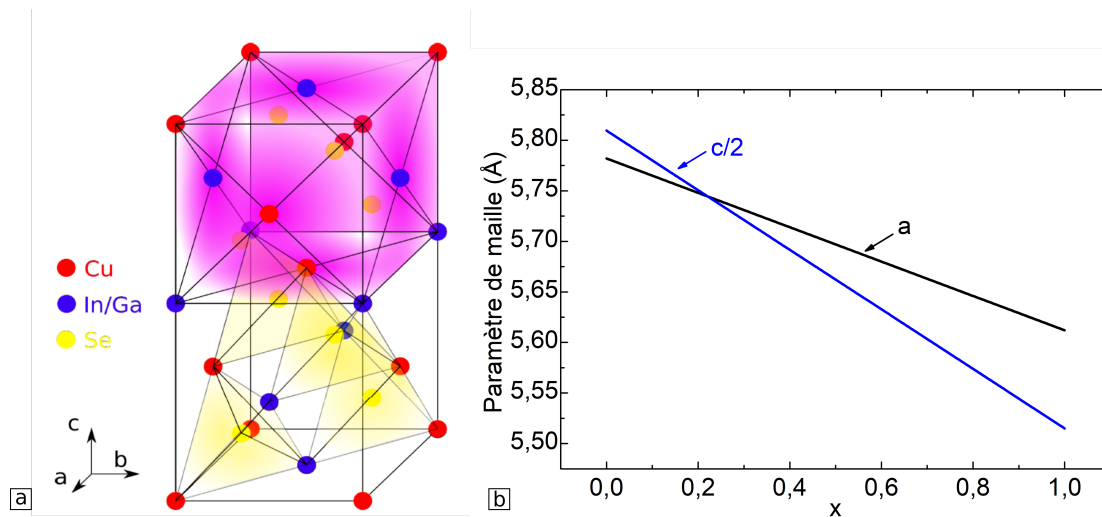 Cu
In/Ga
Se
c
a
b
a
5,85
5,80
5,75
5,70
5,65
5,60
5,55
5,50
Paramètre de maille (Å)
c/2
a
0,0
0,2
0,4
0,6
0,8
1,0
x
b